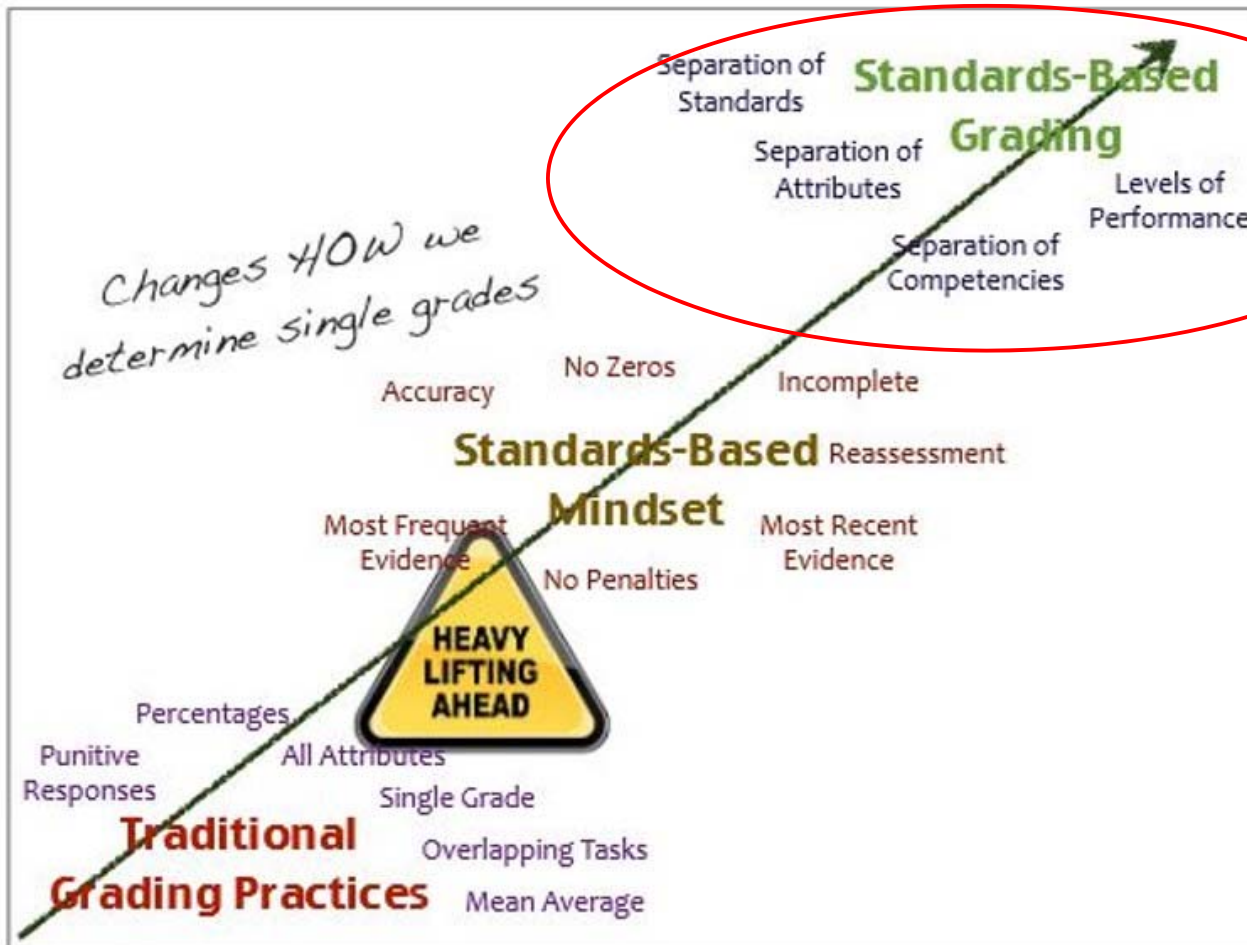 Separation of
Standards
Standards-Based
Grading
Separation of
Attributes
Levels of
Performance
Separation of
Competencies
Changes HOW we
determine single grades
No Zeros
Accuracy
Incomplete
Standards-Based
Mindset
Reassessment
Most Frequent
Evidence
Most Recent
Evidence
No Penalties
HEAVY
LIFTING
AHEAD
Percentages
Punitive
Responses
All Attributes
Single Grade
Traditional
Grading Practices
Overlapping Tasks
Mean Average